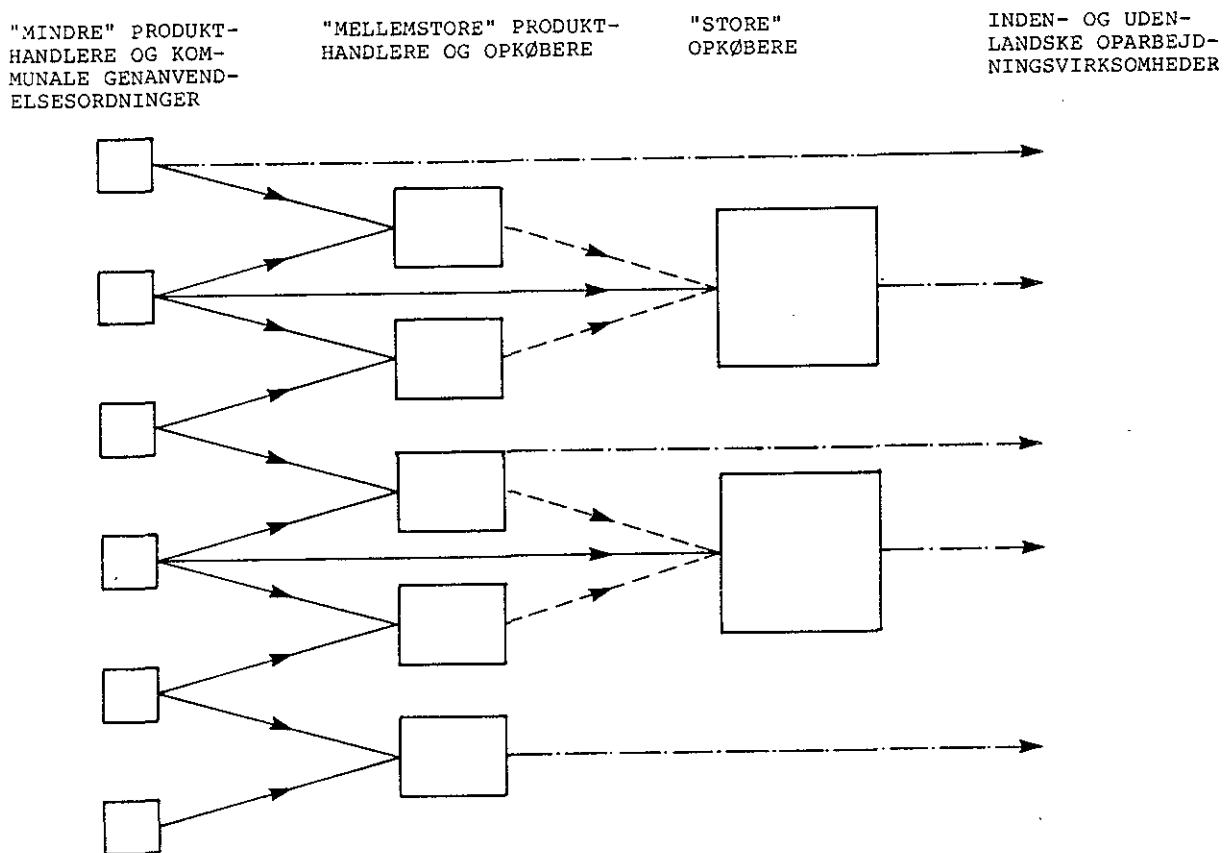 "MINDRE" PRODUKT-
HANDLERE OG KOM-
MUNALE GENANVEND-
ELSESORDNINGER
"MELLEMSTORE" PRODUKT-
HANDLERE OG OPKØBERE
"STORE"
OPKØBERE
INDEN- OG UDEN-
LANDSKE OPARBEJD-
NINGSVIRKSOMHEDER